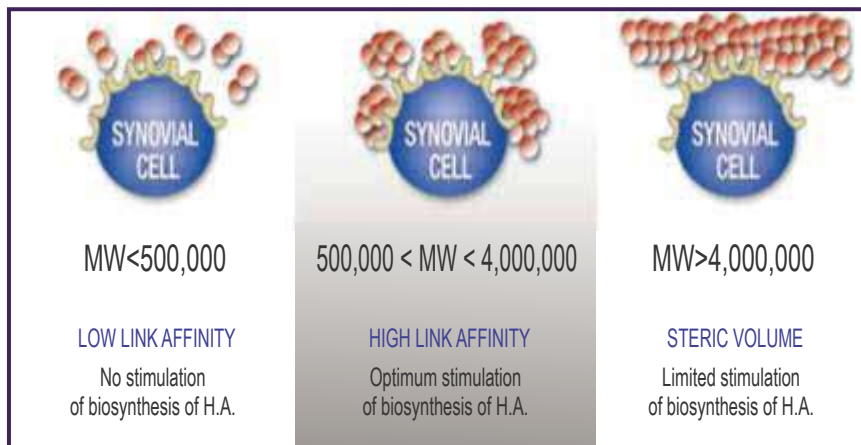 SYNOVIAL
CELL
MW<500,000
LOW LINK AFFINITY
No stimulation
of biosynthesis of H.A.
SYNOVIAL
CELL
500,000 < MW < 4,000,000
HIGH LINK AFFINITY
Optimum stimulation
of biosynthesis of H.A.
SYNOVIAL
CELL
MW>4,000,000
STERIC VOLUME
Limited stimulation
of biosynthesis of H.A.